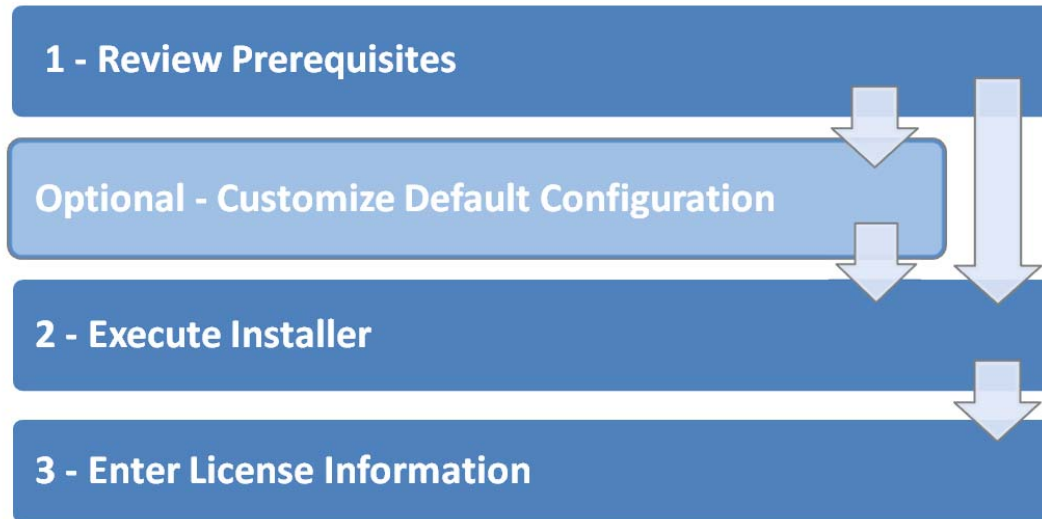 1 - Review Prerequisites
Optional - Customize Default Configuration
2 - Execute Installer
3 - Enter License Information